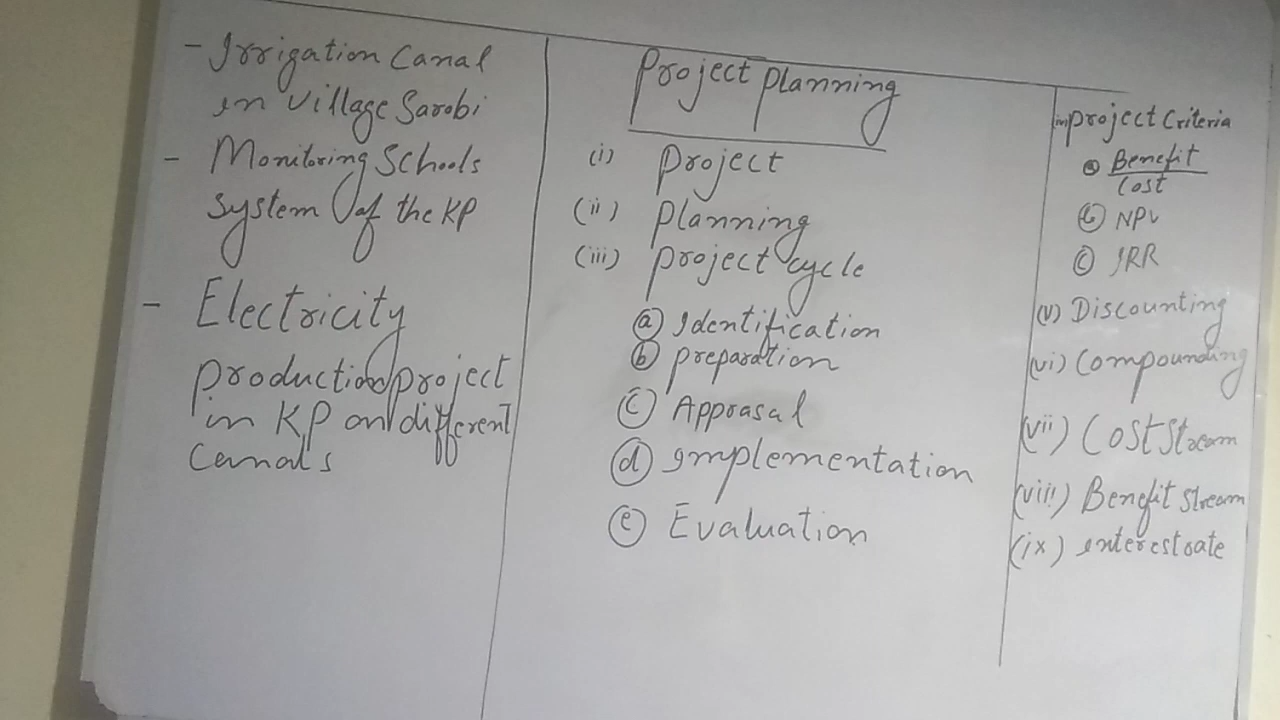 - Irrigation Canal
in Village Sarobi
- Monitoring Schools
System of the KP
- Electricity
production project
in KP on different
Canals
Project planning
(i) project
(ii) planning
(iii) project cycle
(a) Identification
(b) preparation
(c) Apprasal
(d) Implementation
(e) Evaluation
project Criteria
Benefit
Cost
(b) NPV
(c) IRR
(v) Discounting
(vi) Compounding
(vii) Cost Stream
(viii) Benefit Stream
(ix) interest rate